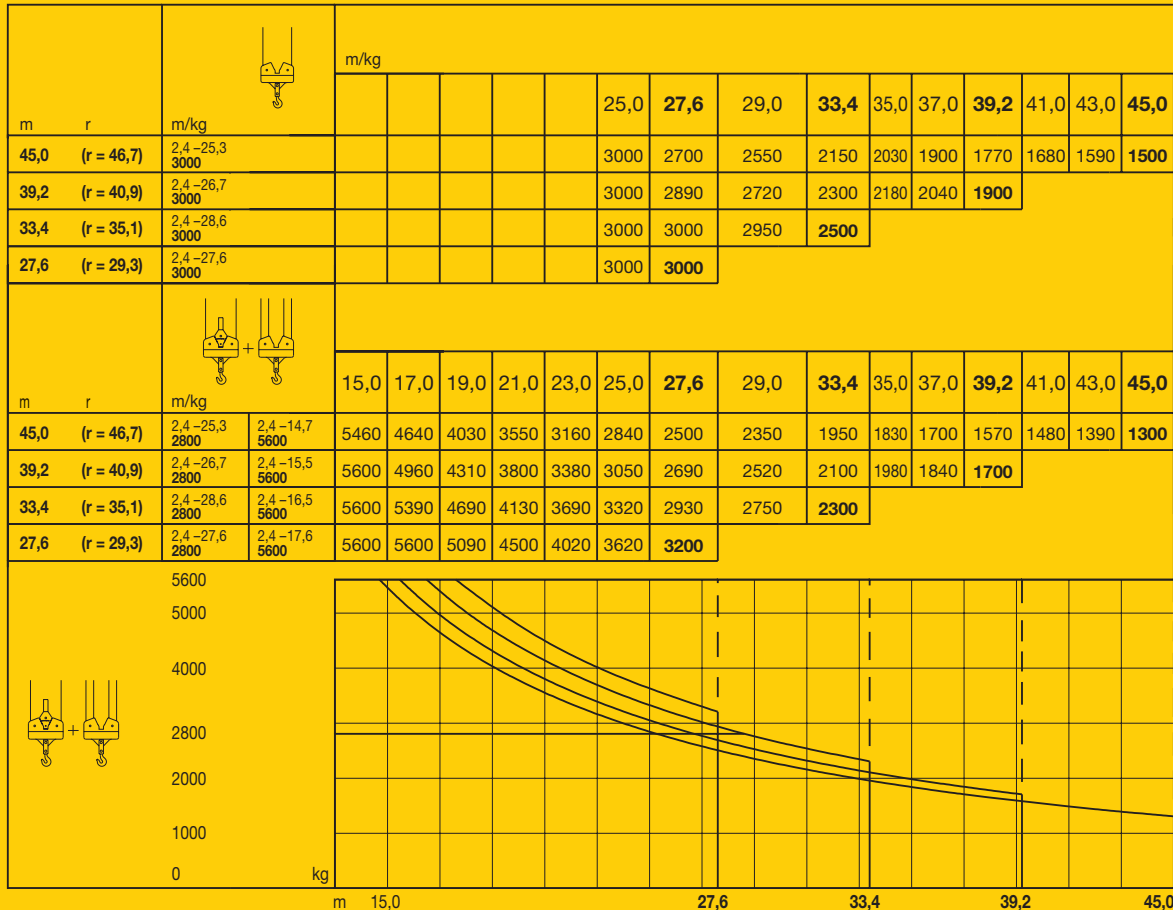 m/kg
25,0 27,6 29,0 33,4 35,0 37,0 39,2 41,0 43,0 45,0
m r m/kg
45,0 (r = 46,7) 2,4 –25,3 3000 3000 2700 2550 2150 2030 1900 1770 1680 1590 1500
39,2 (r = 40,9) 2,4 –26,7 3000 3000 2890 2720 2300 2180 2040 1900
33,4 (r = 35,1) 2,4 –28,6 3000 3000 3000 2950 2500
27,6 (r = 29,3) 2,4 –27,6 3000 3000 3000
+
15,0 17,0 19,0 21,0 23,0 25,0 27,6 29,0 33,4 35,0 37,0 39,2 41,0 43,0 45,0
m r m/kg
45,0 (r = 46,7) 2,4 –25,3 2800 2,4 –14,7 5600 5460 4640 4030 3550 3160 2840 2500 2350 1950 1830 1700 1570 1480 1390 1300
39,2 (r = 40,9) 2,4 –26,7 2800 2,4 –15,5 5600 5600 4960 4310 3800 3380 3050 2690 2520 2100 1980 1840 1700
33,4 (r = 35,1) 2,4 –28,6 2800 2,4 –16,5 5600 5600 5390 4690 4130 3690 3320 2930 2750 2300
27,6 (r = 29,3) 2,4 –27,6 2800 2,4 –17,6 5600 5600 5600 5090 4500 4020 3620 3200
5600
5000
4000
+
2800
2000
1000
0 kg
m 15,0 27,6 33,4 39,2 45,0